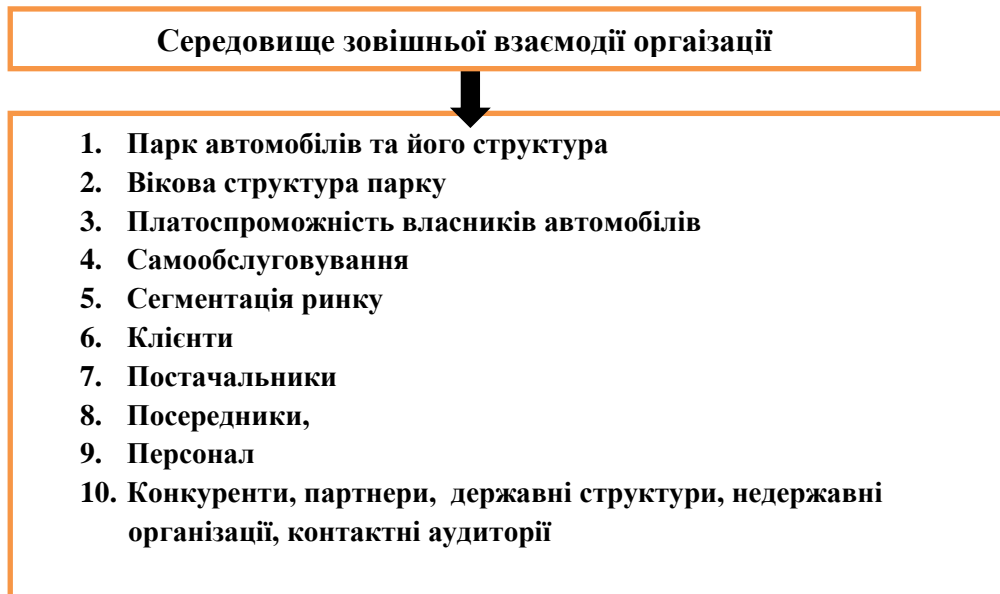 Середовище зовішньої взаємодії оргаізації
1. Парк автомобілів та його структура
2. Вікова структура парку
3. Платоспроможність власників автомобілів
4. Самообслуговування
5. Сегментація ринку
6. Клієнти
7. Постачальники
8. Посередники,
9. Персонал
10. Конкуренти, партнери, державні структури, недержавні
організації, контактні аудиторії